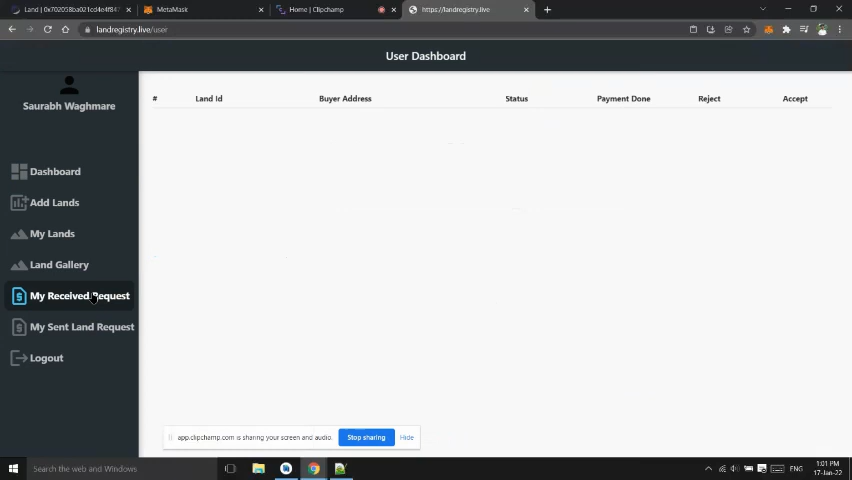 Land | 0x702058ba021cd4e4f847
MetaMask
Home | Clipchamp
https://landregistry.live
landregistry.live/user
User Dashboard
Saurabh Waghmare
# Land Id Buyer Address Status Payment Done Reject Accept
Dashboard
Add Lands
My Lands
Land Gallery
My Received Request
My Sent Land Request
Logout
app.clipchamp.com is sharing your screen and audio.
Stop sharing
Hide
Search the web and Windows
ENG
1:01 PM
17-Jan-22